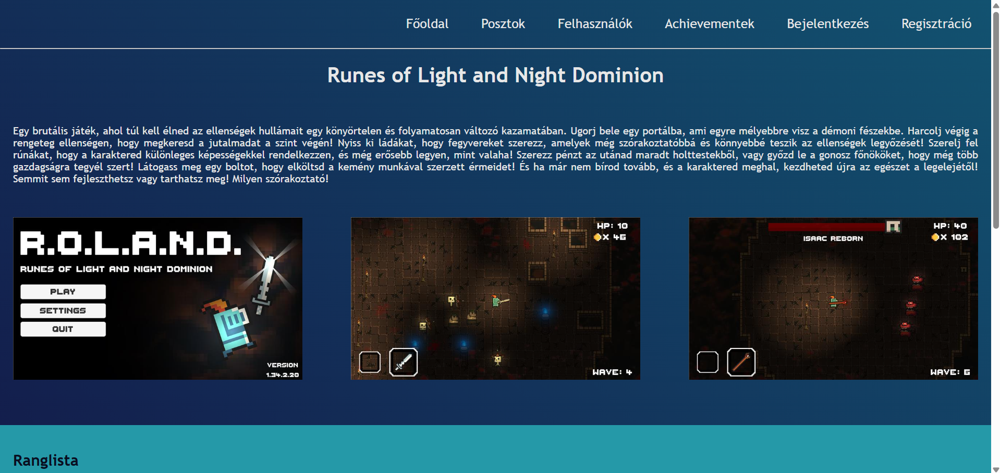 Főoldal Posztok Felhasználók Achievementek Bejelentkezés Regisztráció
Runes of Light and Night Dominion
Egy brutális játék, ahol túl kell élned az ellenségek hullámait egy könyörtelen és folyamatosan változó kazamatában. Ugorj bele egy portálba, ami egyre mélyebbre visz a démoni fészekbe. Harcolj végig a
rengeteg ellenségen, hogy megkeresd a jutalmadat a szint végén! Nyiss ki ládákat, hogy fegyvereket szerezz, amelyek még szórakoztatóbbá és könnyebbé teszik az ellenségek legyőzését! Szerelj fel
rúnákat, hogy a karaktered különleges képességekkel rendelkezzen, és még erősebb legyen, mint valaha! Szerezz pénzt az utánad maradt holttestekből, vagy győzd le a gonosz főnököket, hogy még több
gazdagságra tegyél szert! Látogass meg egy boltot, hogy elköltsd a kemény munkával szerzett érmeidet! És ha már nem bírod tovább, és a karaktered meghal, kezdheted újra az egészet a legelejétől!
Semmit sem fejleszthetsz vagy tarthatsz meg! Milyen szórakoztató!
R.O.L.A.N.D.
RUNES OF LIGHT AND NIGHT DOMINION
PLAY
SETTINGS
QUIT
VERSION
1.34.2.20
HP: 10
X 46
WAVE: 4
ISAAC REBORN
HP: 40
X 102
WAVE: 6
Ranglista